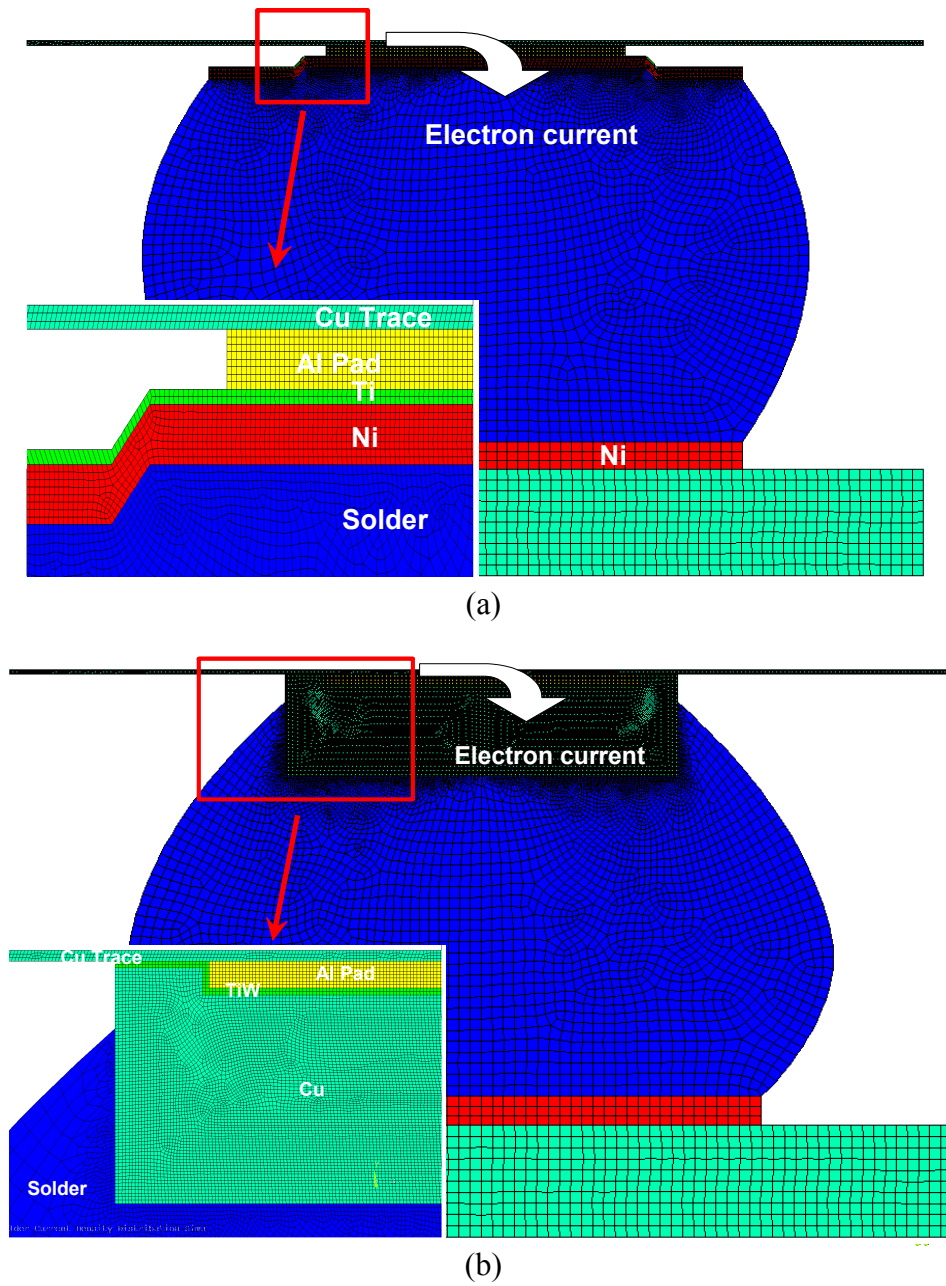 Electron current
Cu Trace
Al Pad
Ti
Ni
Solder
Ni
(a)
Electron current
Cu Trace
Al Pad
TiW
Cu
Solder
(b)